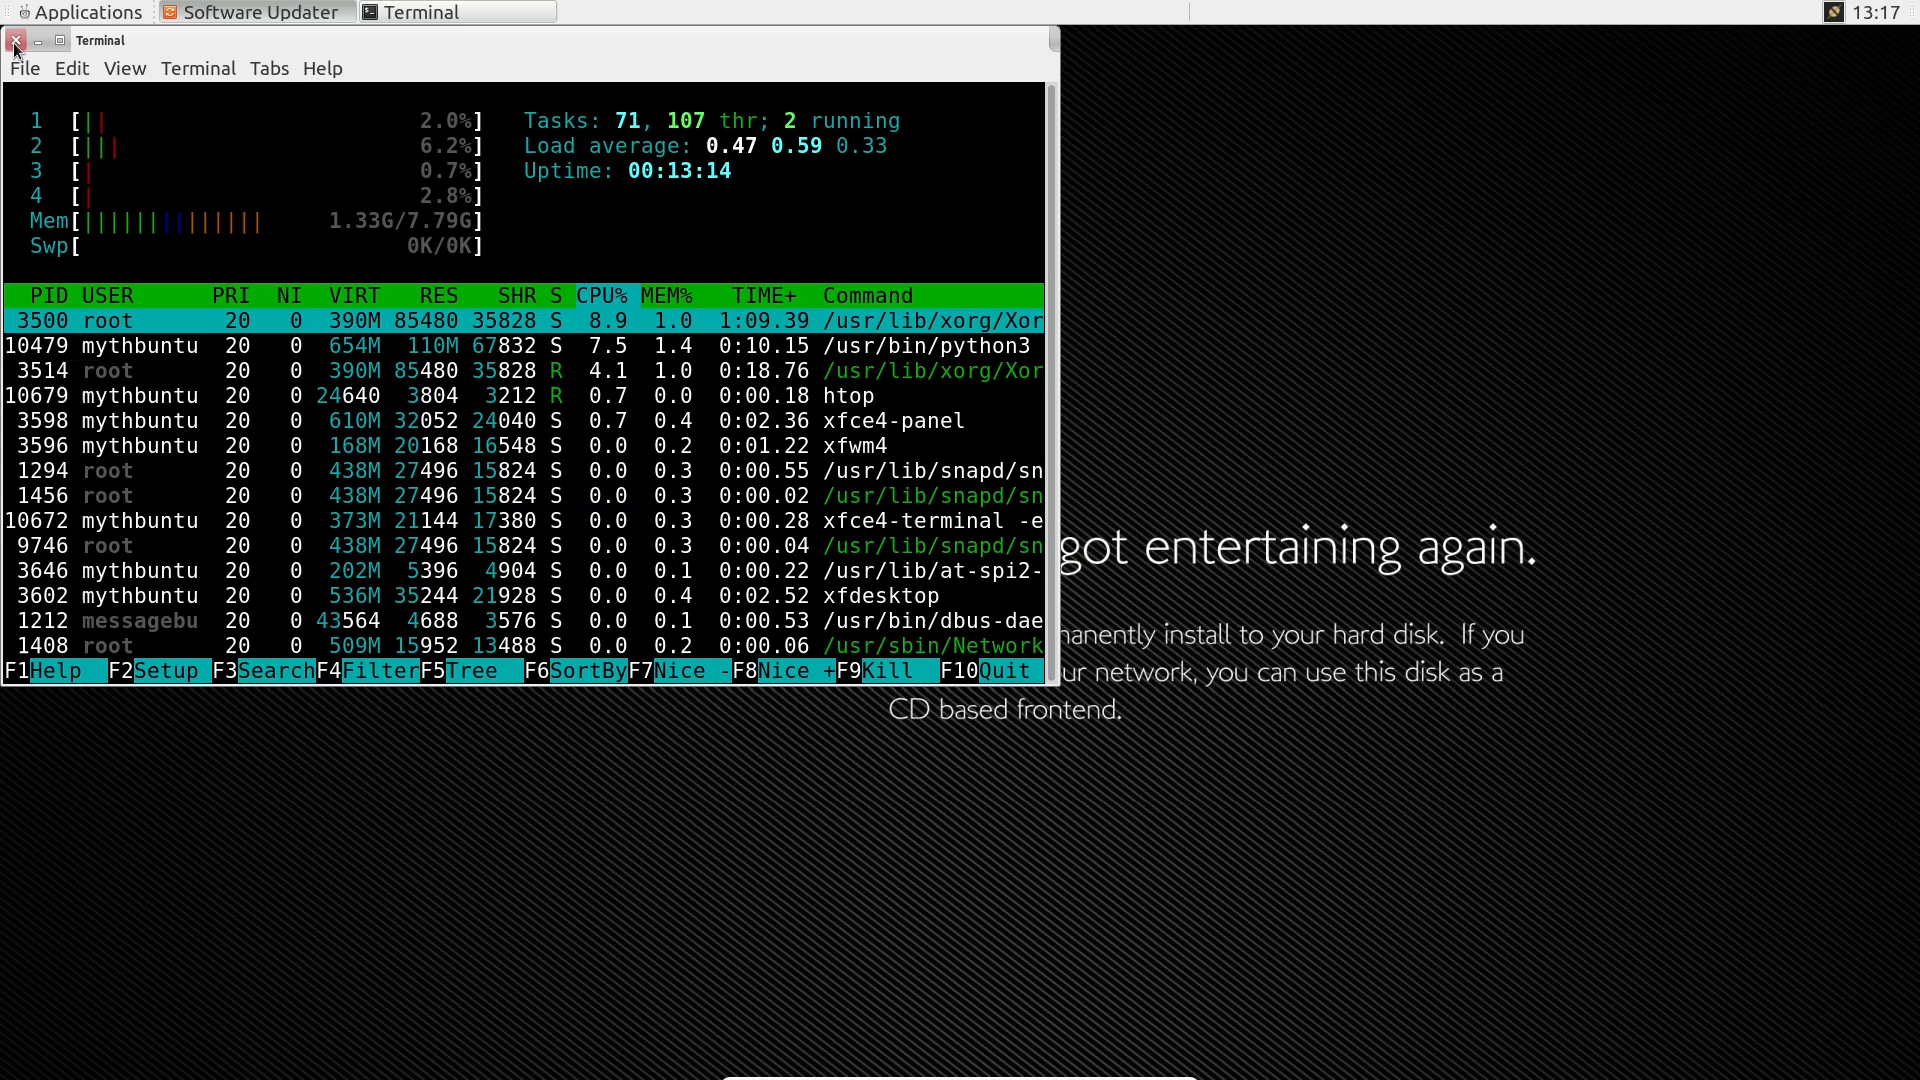 Applications Software Updater Terminal 13:17
Terminal
File Edit View Terminal Tabs Help
1 [||| 2.0%] Tasks: 71, 107 thr; 2 running
2 [||| 6.2%] Load average: 0.47 0.59 0.33
3 [| 0.7%] Uptime: 00:13:14
4 [| 2.8%]
Mem[|||||||||||||| 1.33G/7.79G]
Swp[ 0K/0K]
PID USER PRI NI VIRT RES SHR S CPU% MEM% TIME+ Command
3500 root 20 0 390M 85480 35828 S 8.9 1.0 1:09.39 /usr/lib/xorg/Xor
10479 mythbuntu 20 0 654M 110M 67832 S 7.5 1.4 0:10.15 /usr/bin/python3
3514 root 20 0 390M 85480 35828 R 4.1 1.0 0:18.76 /usr/lib/xorg/Xor
10679 mythbuntu 20 0 24640 3804 3212 R 0.7 0.0 0:00.18 htop
3598 mythbuntu 20 0 610M 32052 24040 S 0.7 0.4 0:02.36 xfce4-panel
3596 mythbuntu 20 0 168M 20168 16548 S 0.0 0.2 0:01.22 xfwm4
1294 root 20 0 438M 27496 15824 S 0.0 0.3 0:00.55 /usr/lib/snapd/sn
1456 root 20 0 438M 27496 15824 S 0.0 0.3 0:00.02 /usr/lib/snapd/sn
10672 mythbuntu 20 0 373M 21144 17380 S 0.0 0.3 0:00.28 xfce4-terminal -e
9746 root 20 0 438M 27496 15824 S 0.0 0.3 0:00.04 /usr/lib/snapd/sn
3646 mythbuntu 20 0 202M 5396 4904 S 0.0 0.1 0:00.22 /usr/lib/at-spi2-
3602 mythbuntu 20 0 536M 35244 21928 S 0.0 0.4 0:02.52 xfdesktop
1212 messagebu 20 0 43564 4688 3576 S 0.0 0.1 0:00.53 /usr/bin/dbus-dae
1408 root 20 0 509M 15952 13488 S 0.0 0.2 0:00.06 /usr/sbin/Network
F1Help F2Setup F3SearchF4FilterF5Tree F6SortByF7Nice -F8Nice +F9Kill F10Quit
got entertaining again.
manently install to your hard disk. If you
ur network, you can use this disk as a
CD based frontend.